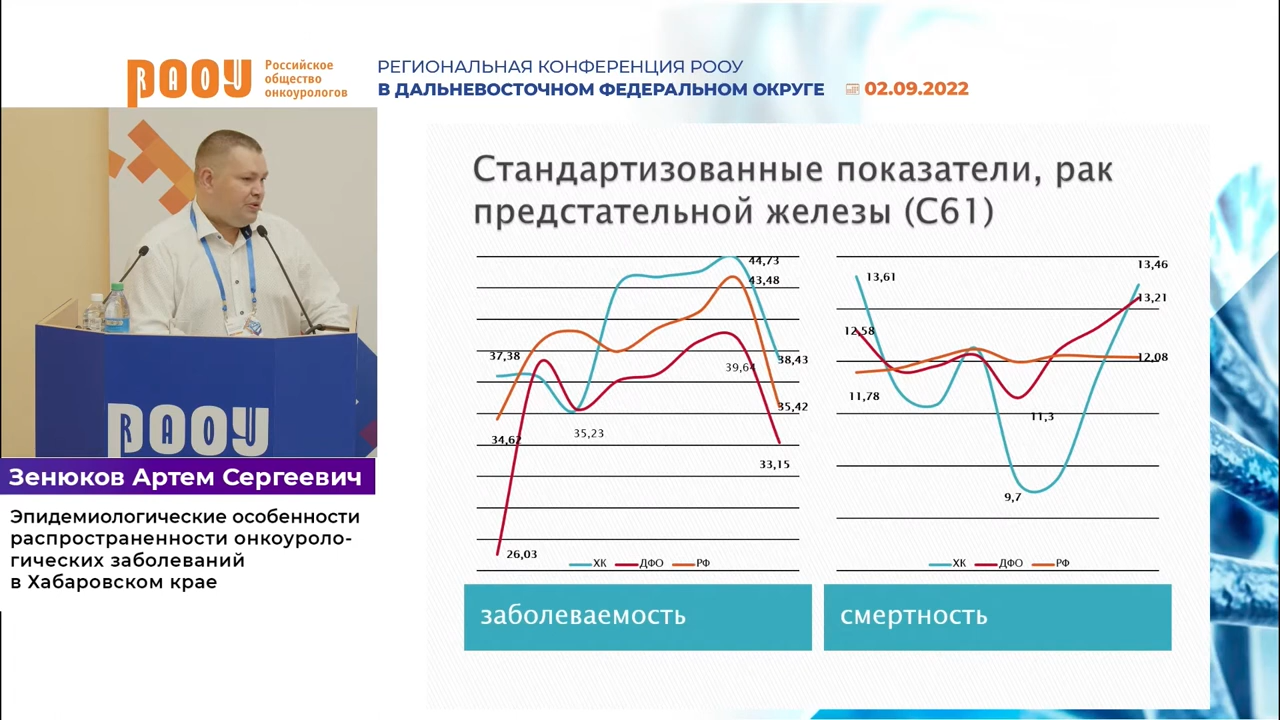 РООУ
Российское
общество
онкоурологов
РЕГИОНАЛЬНАЯ КОНФЕРЕНЦИЯ РООУ
В ДАЛЬНЕВОСТОЧНОМ ФЕДЕРАЛЬНОМ ОКРУГЕ
02.09.2022
РООУ
Зенюков Артем Сергеевич
Эпидемиологические особенности
распространенности онкоуроло-
гических заболеваний
в Хабаровском крае
Стандартизованные показатели, рак
предстательной железы (С61)
44,73
43,48
37,38
39,64
38,43
35,42
35,23
34,62
33,15
26,03
ХК ДФО РФ
заболеваемость
13,46
13,61
13,21
12,58
12,08
11,78
11,3
9,7
ХК ДФО РФ
смертность